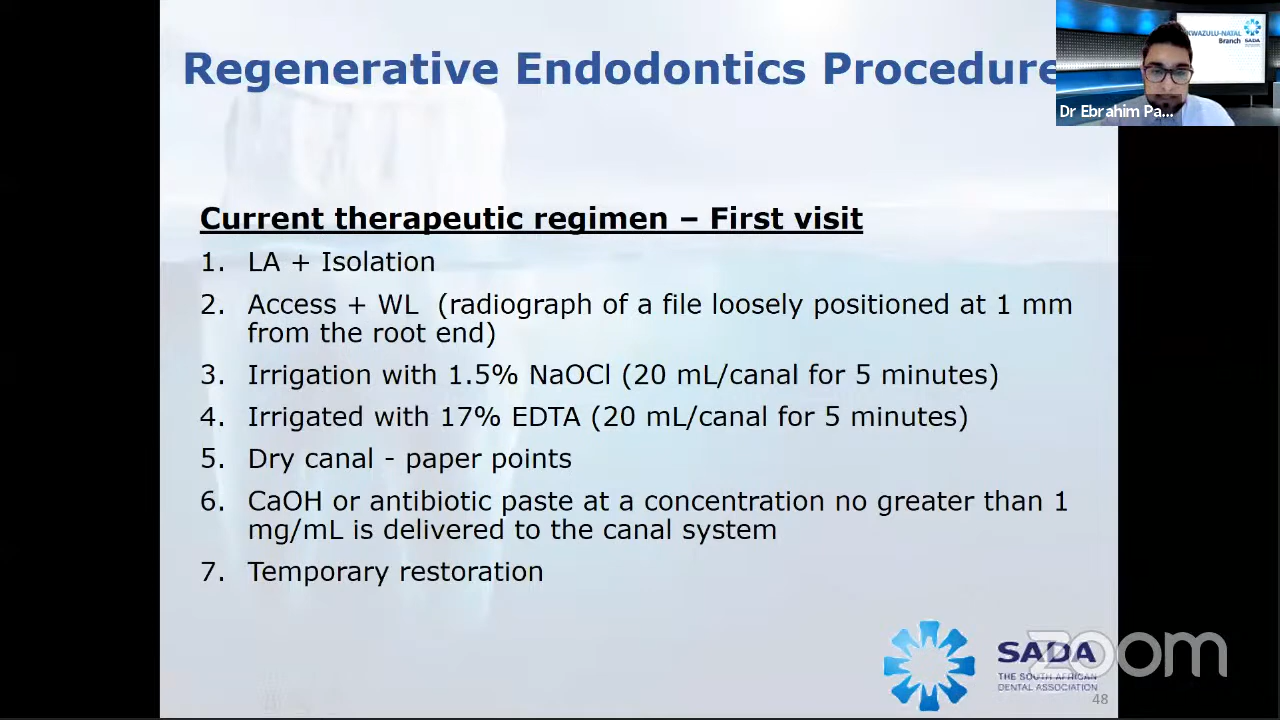 Regenerative Endodontics Procedure
KWAZULU-NATAL
Branch
SADA
Dr Ebrahim Pa...
Current therapeutic regimen – First visit
1. LA + Isolation
2. Access + WL (radiograph of a file loosely positioned at 1 mm
from the root end)
3. Irrigation with 1.5% NaOCl (20 mL/canal for 5 minutes)
4. Irrigated with 17% EDTA (20 mL/canal for 5 minutes)
5. Dry canal - paper points
6. CaOH or antibiotic paste at a concentration no greater than 1
mg/mL is delivered to the canal system
7. Temporary restoration
SADA
zoom
THE SOUTH AFRICAN
DENTAL ASSOCIATION
48